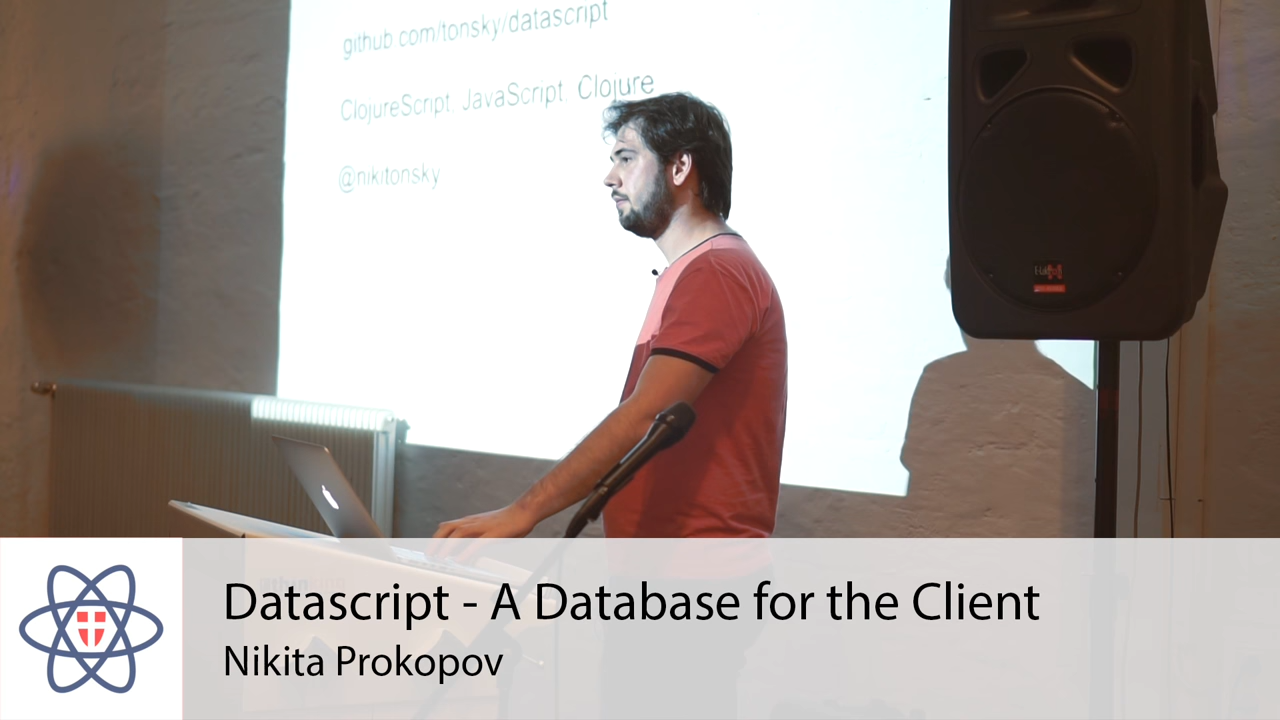 github com/tonsky/datascript
ClojureScript. JavaScript. Clojure
@nikitonsky
Datascript - A Database for the Client
Nikita Prokopov